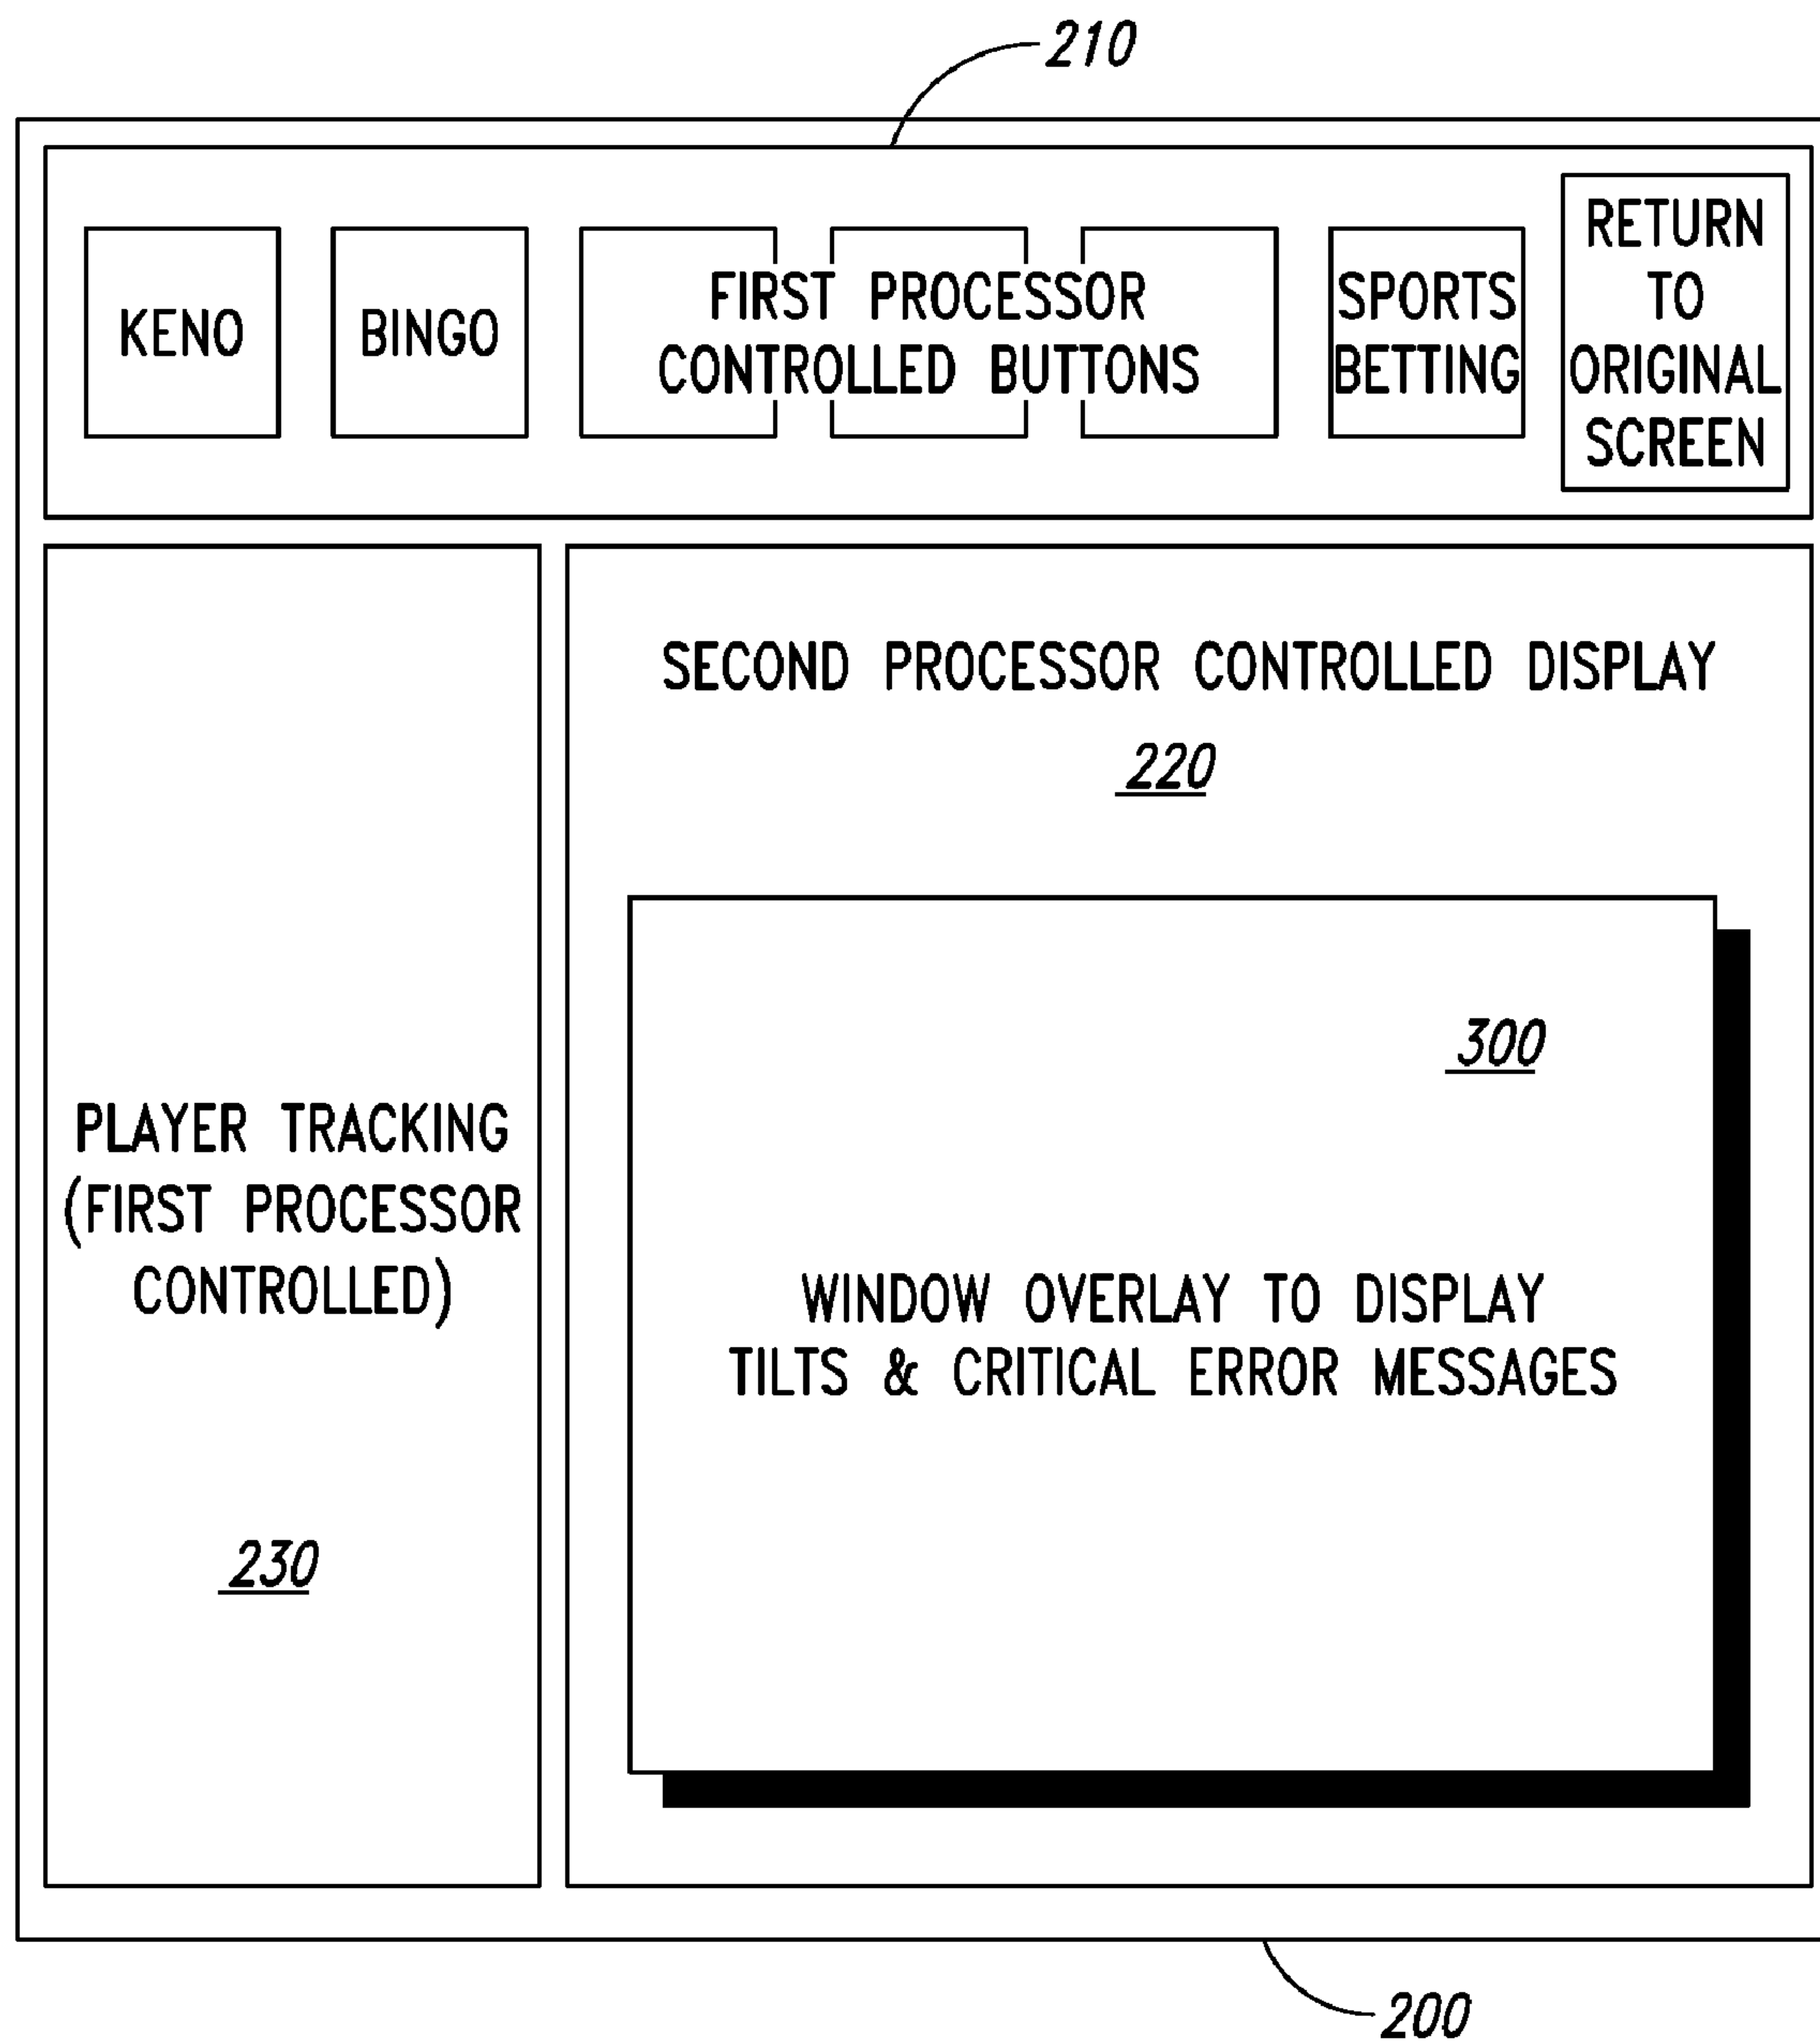 210
KENO
BINGO
FIRST PROCESSOR
CONTROLLED BUTTONS
SPORTS
BETTING
RETURN
TO
ORIGINAL
SCREEN
PLAYER TRACKING
(FIRST PROCESSOR
CONTROLLED)
230
SECOND PROCESSOR CONTROLLED DISPLAY
220
300
WINDOW OVERLAY TO DISPLAY
TILTS & CRITICAL ERROR MESSAGES
200